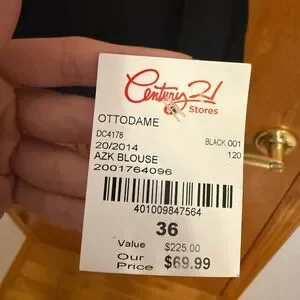 Century 21
Stores
OTTODAME
DC4178 BLACK 001
20/2014 120
AZK BLOUSE
2001764096
401009847564
36
Value $225.00
Our
Price $69.99